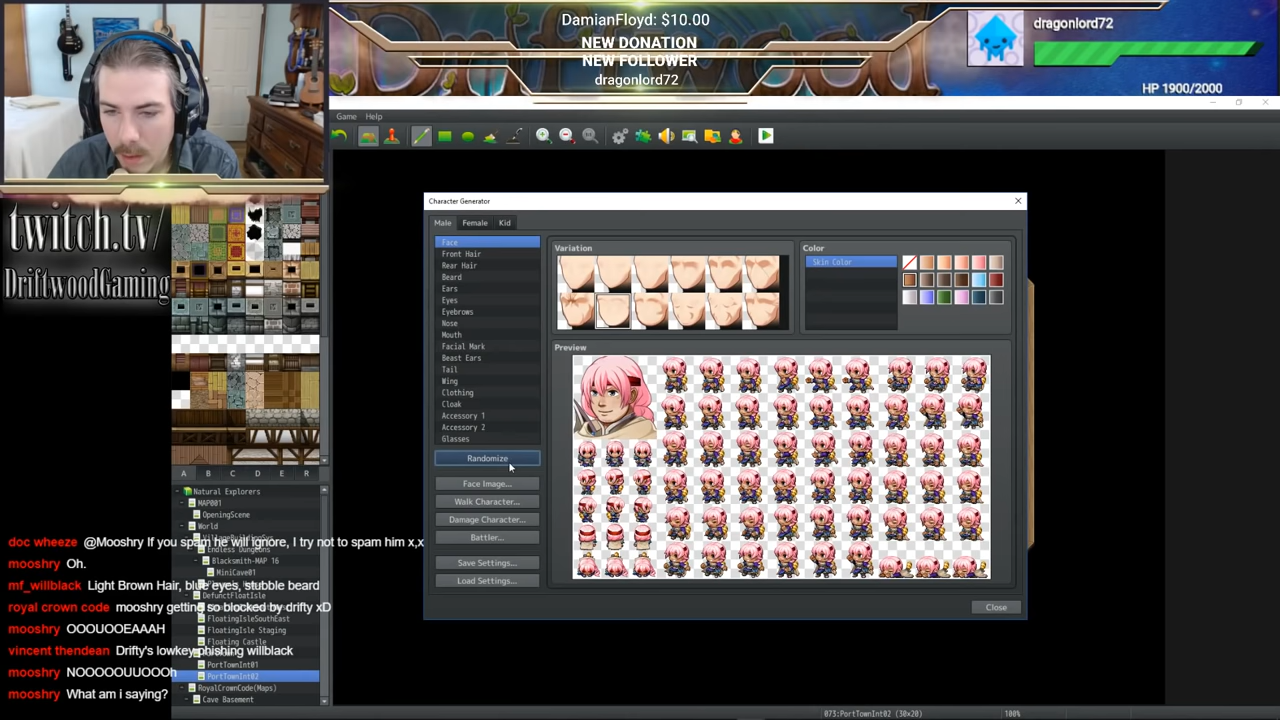 DamianFloyd: $10.00
NEW DONATION
NEW FOLLOWER
dragonlord72
dragonlord72
HP 1900/2000
Game Help
twitch.tv/
DriftwoodGaming
Character Generator
Male Female Kid
Face
Front Hair
Rear Hair
Beard
Ears
Eyes
Eyebrows
Nose
Mouth
Facial Mark
Beast Ears
Tail
Wing
Clothing
Cloak
Accessory 1
Accessory 2
Glasses
Randomize
Face Image...
Walk Character...
Damage Character...
Battler...
Save Settings...
Load Settings...
Variation
Color
Skin Color
Preview
Close
A B C D E R
Natural Explorers
MAP001
OpeningScene
World
Endless Dungeons
Blacksmith-MAP 16
MiniCave01
DefunctFloatIsle
FloatingIsleSouthEast
FloatingIsle Staging
Floating Castle
PortTownInt01
PortTownInt02
RoyalCrownCode(Maps)
Cave Basement
doc wheeze @Mooshry If you spam he will ignore, I try not to spam him x,x
mooshry Oh.
mf_willblack Light Brown Hair, blue eyes, stubble beard
royal crown code mooshry getting so blocked by drifty xD
mooshry OOOUOOEAAAH
vincent thendean Drifty's lowkey phishing willblack
mooshry NOOOOOUUOOOh
mooshry What am i saying?
073:PortTownInt02 (30x20) 100%